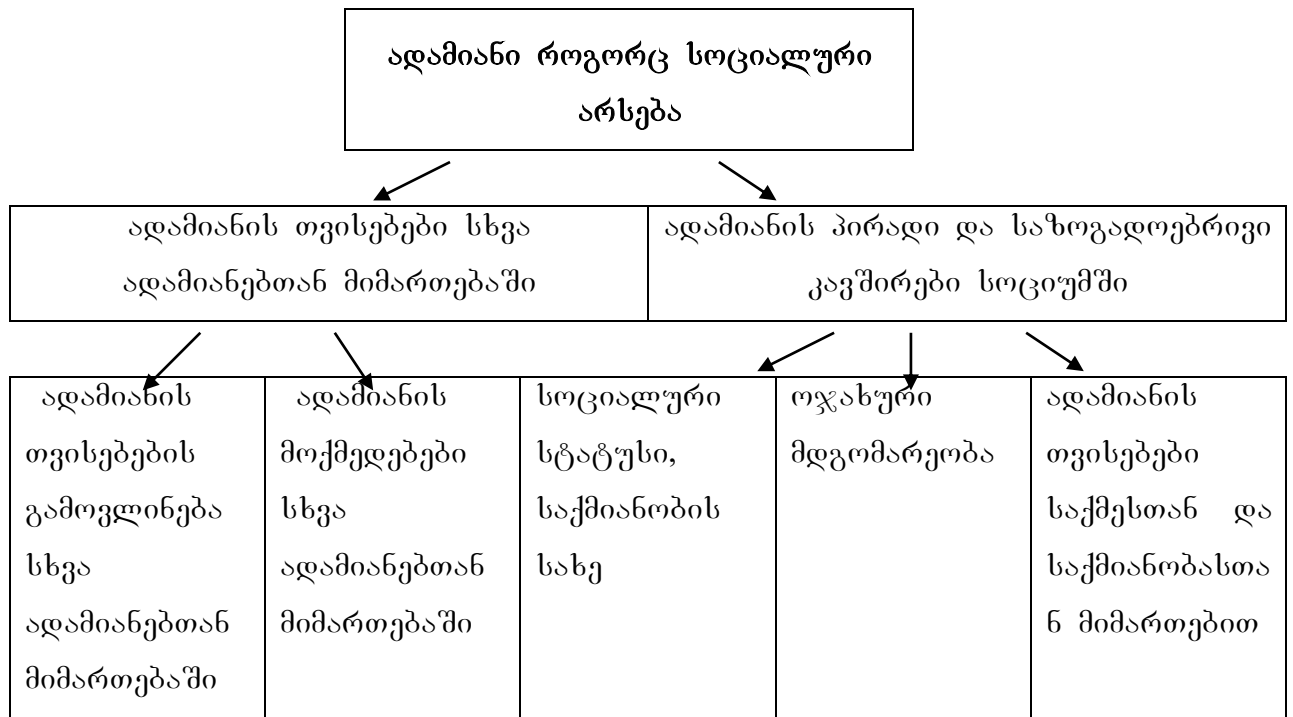 ადამიანი როგორც სოციალური
არსება
ადამიანის თვისებები სხვა
ადამიანებთან მიმართებაში
ადამიანის პირადი და საზოგადოებრივი
კავშირები სოციუმში
ადამიანის
თვისებების
გამოვლინება
სხვა
ადამიანებთან
მიმართებაში
ადამიანის
მოქმედებები
სხვა
ადამიანებთან
მიმართებაში
სოციალური
სტატუსი,
საქმიანობის
სახე
ოჯახური
მდგომარეობა
ადამიანის
თვისებები
საქმესთან და
საქმიანობასთა
ნ მიმართებით